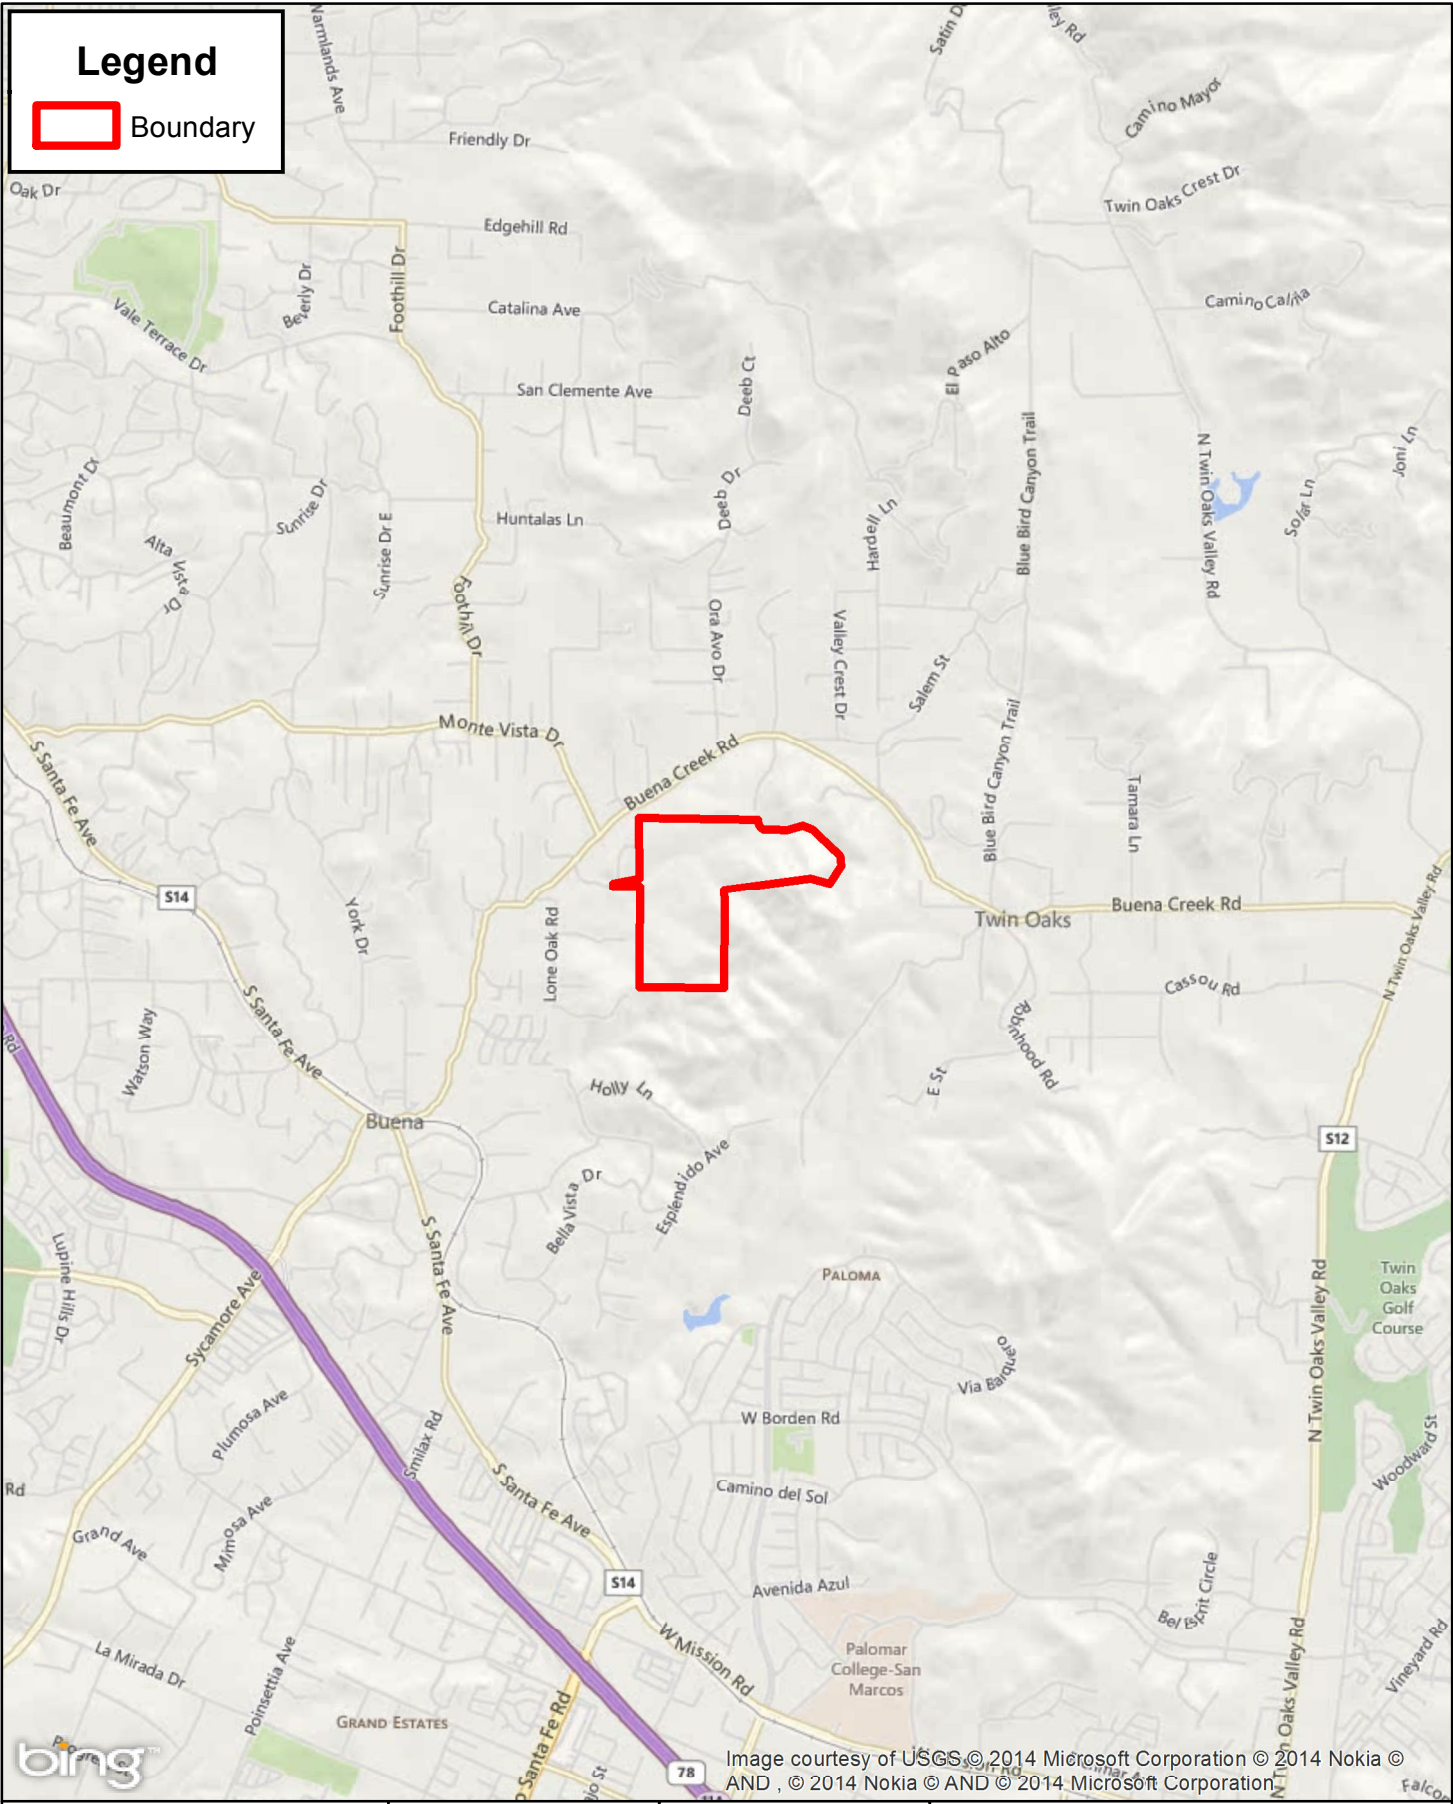 Legend
Boundary
Warmlands Ave
Friendly Dr
Camino Mayor
Oak Dr
Twin Oaks Crest Dr
Edgehill Rd
Foothill Dr
Beverly Dr
Vale Terrace Dr
Catalina Ave
Camino Calina
El Paso Alto
San Clemente Ave
Deeb Ct
Blue Bird Canyon Trail
N Twin Oaks Valley Rd
Joni Ln
Beaumont Dr
Sunrise Dr
Sunrise Dr E
Deeb Dr
Huntalas Ln
Hardell Ln
Solar Ln
Alta Vista Dr
Foothill Dr
Ora Avo Dr
Valley Crest Dr
Salem St
Monte Vista Dr
Buena Creek Rd
Blue Bird Canyon Trail
S Santa Fe Ave
Tamara Ln
S14
York Dr
Lone Oak Rd
Twin Oaks
Buena Creek Rd
N Twin Oaks Valley Rd
Cassou Rd
S Santa Fe Ave
Watson Way
Rd
Robinhood Rd
Holly Ln
E St
Buena
S12
Esplendido Ave
Bella Vista Dr
S Santa Fe Ave
Lupine Hills Dr
Sycamore Ave
PALOMA
Twin
Oaks
Golf
Course
N Twin Oaks Valley Rd
Via Barquero
W Borden Rd
Plumosa Ave
Smilax Rd
Woodward St
S Santa Fe Ave
Camino del Sol
Rd
Grand Ave
Mimosa Ave
S14
Avenida Azul
Bel Esprit Circle
W Mission Rd
Palomar
College-San
Marcos
La Mirada Dr
Poinsettia Ave
N Twin Oaks Valley Rd
Vineyard Rd
GRAND ESTATES
Santa Fe Rd
78
bing™
Image courtesy of USGS © 2014 Microsoft Corporation © 2014 Nokia ©
AND , © 2014 Nokia © AND © 2014 Microsoft Corporation